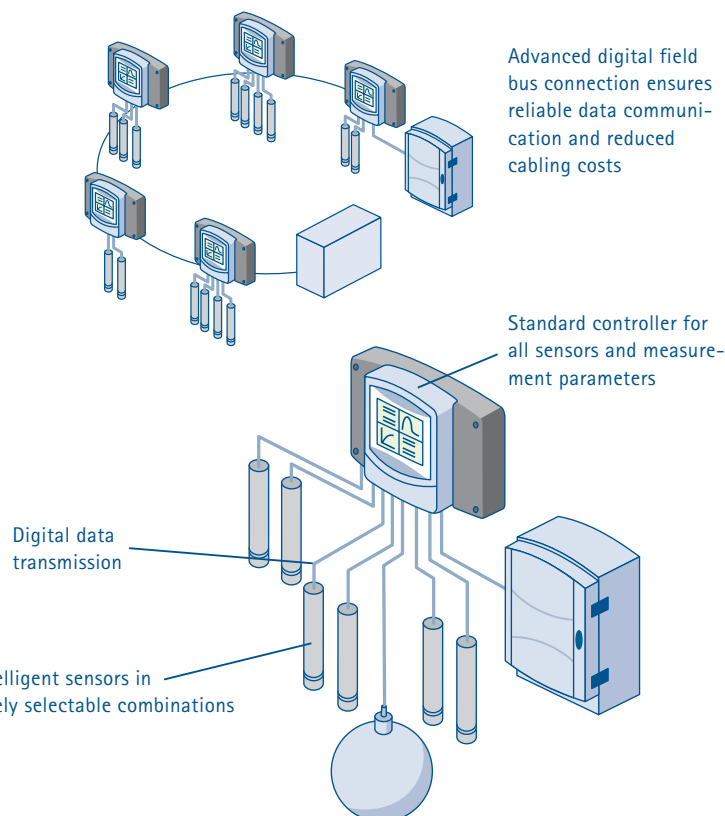 Advanced digital field
bus connection ensures
reliable data communi-
cation and reduced
cabling costs
Standard controller for
all sensors and measure-
ment parameters
Digital data
transmission
elligent sensors in
ely selectable combinations